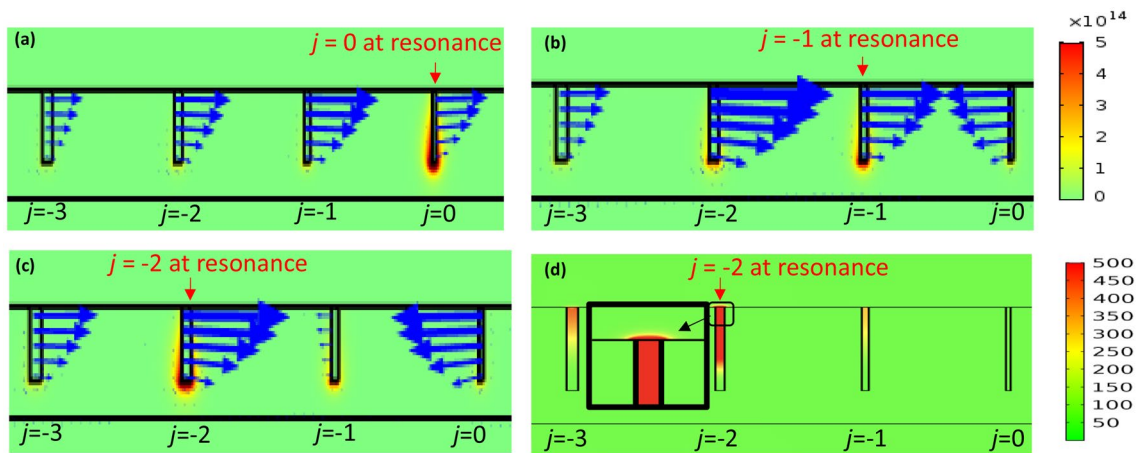 (a)
j = 0 at resonance
j=-3
j=-2
j=-1
j=0
(b)
j = -1 at resonance
j=-3
j=-2
j=-1
j=0
×10¹⁴
5
4
3
2
1
0
(c)
j = -2 at resonance
j=-3
j=-2
j=-1
j=0
(d)
j = -2 at resonance
j=-3
j=-2
j=-1
j=0
500
450
400
350
300
250
200
150
100
50